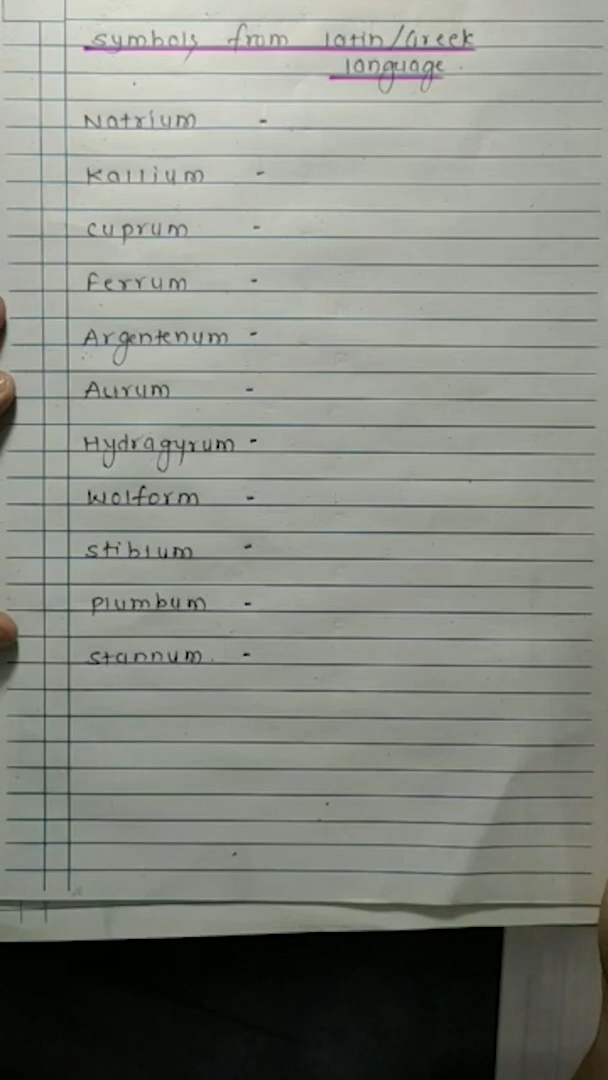 symbols from latin/Greek
language.
Natrium -
Kallium -
cuprum -
Ferrum -
Argentenum -
Aurum -
Hydragyrum -
Wolform -
stibium -
plumbum -
stannum. -